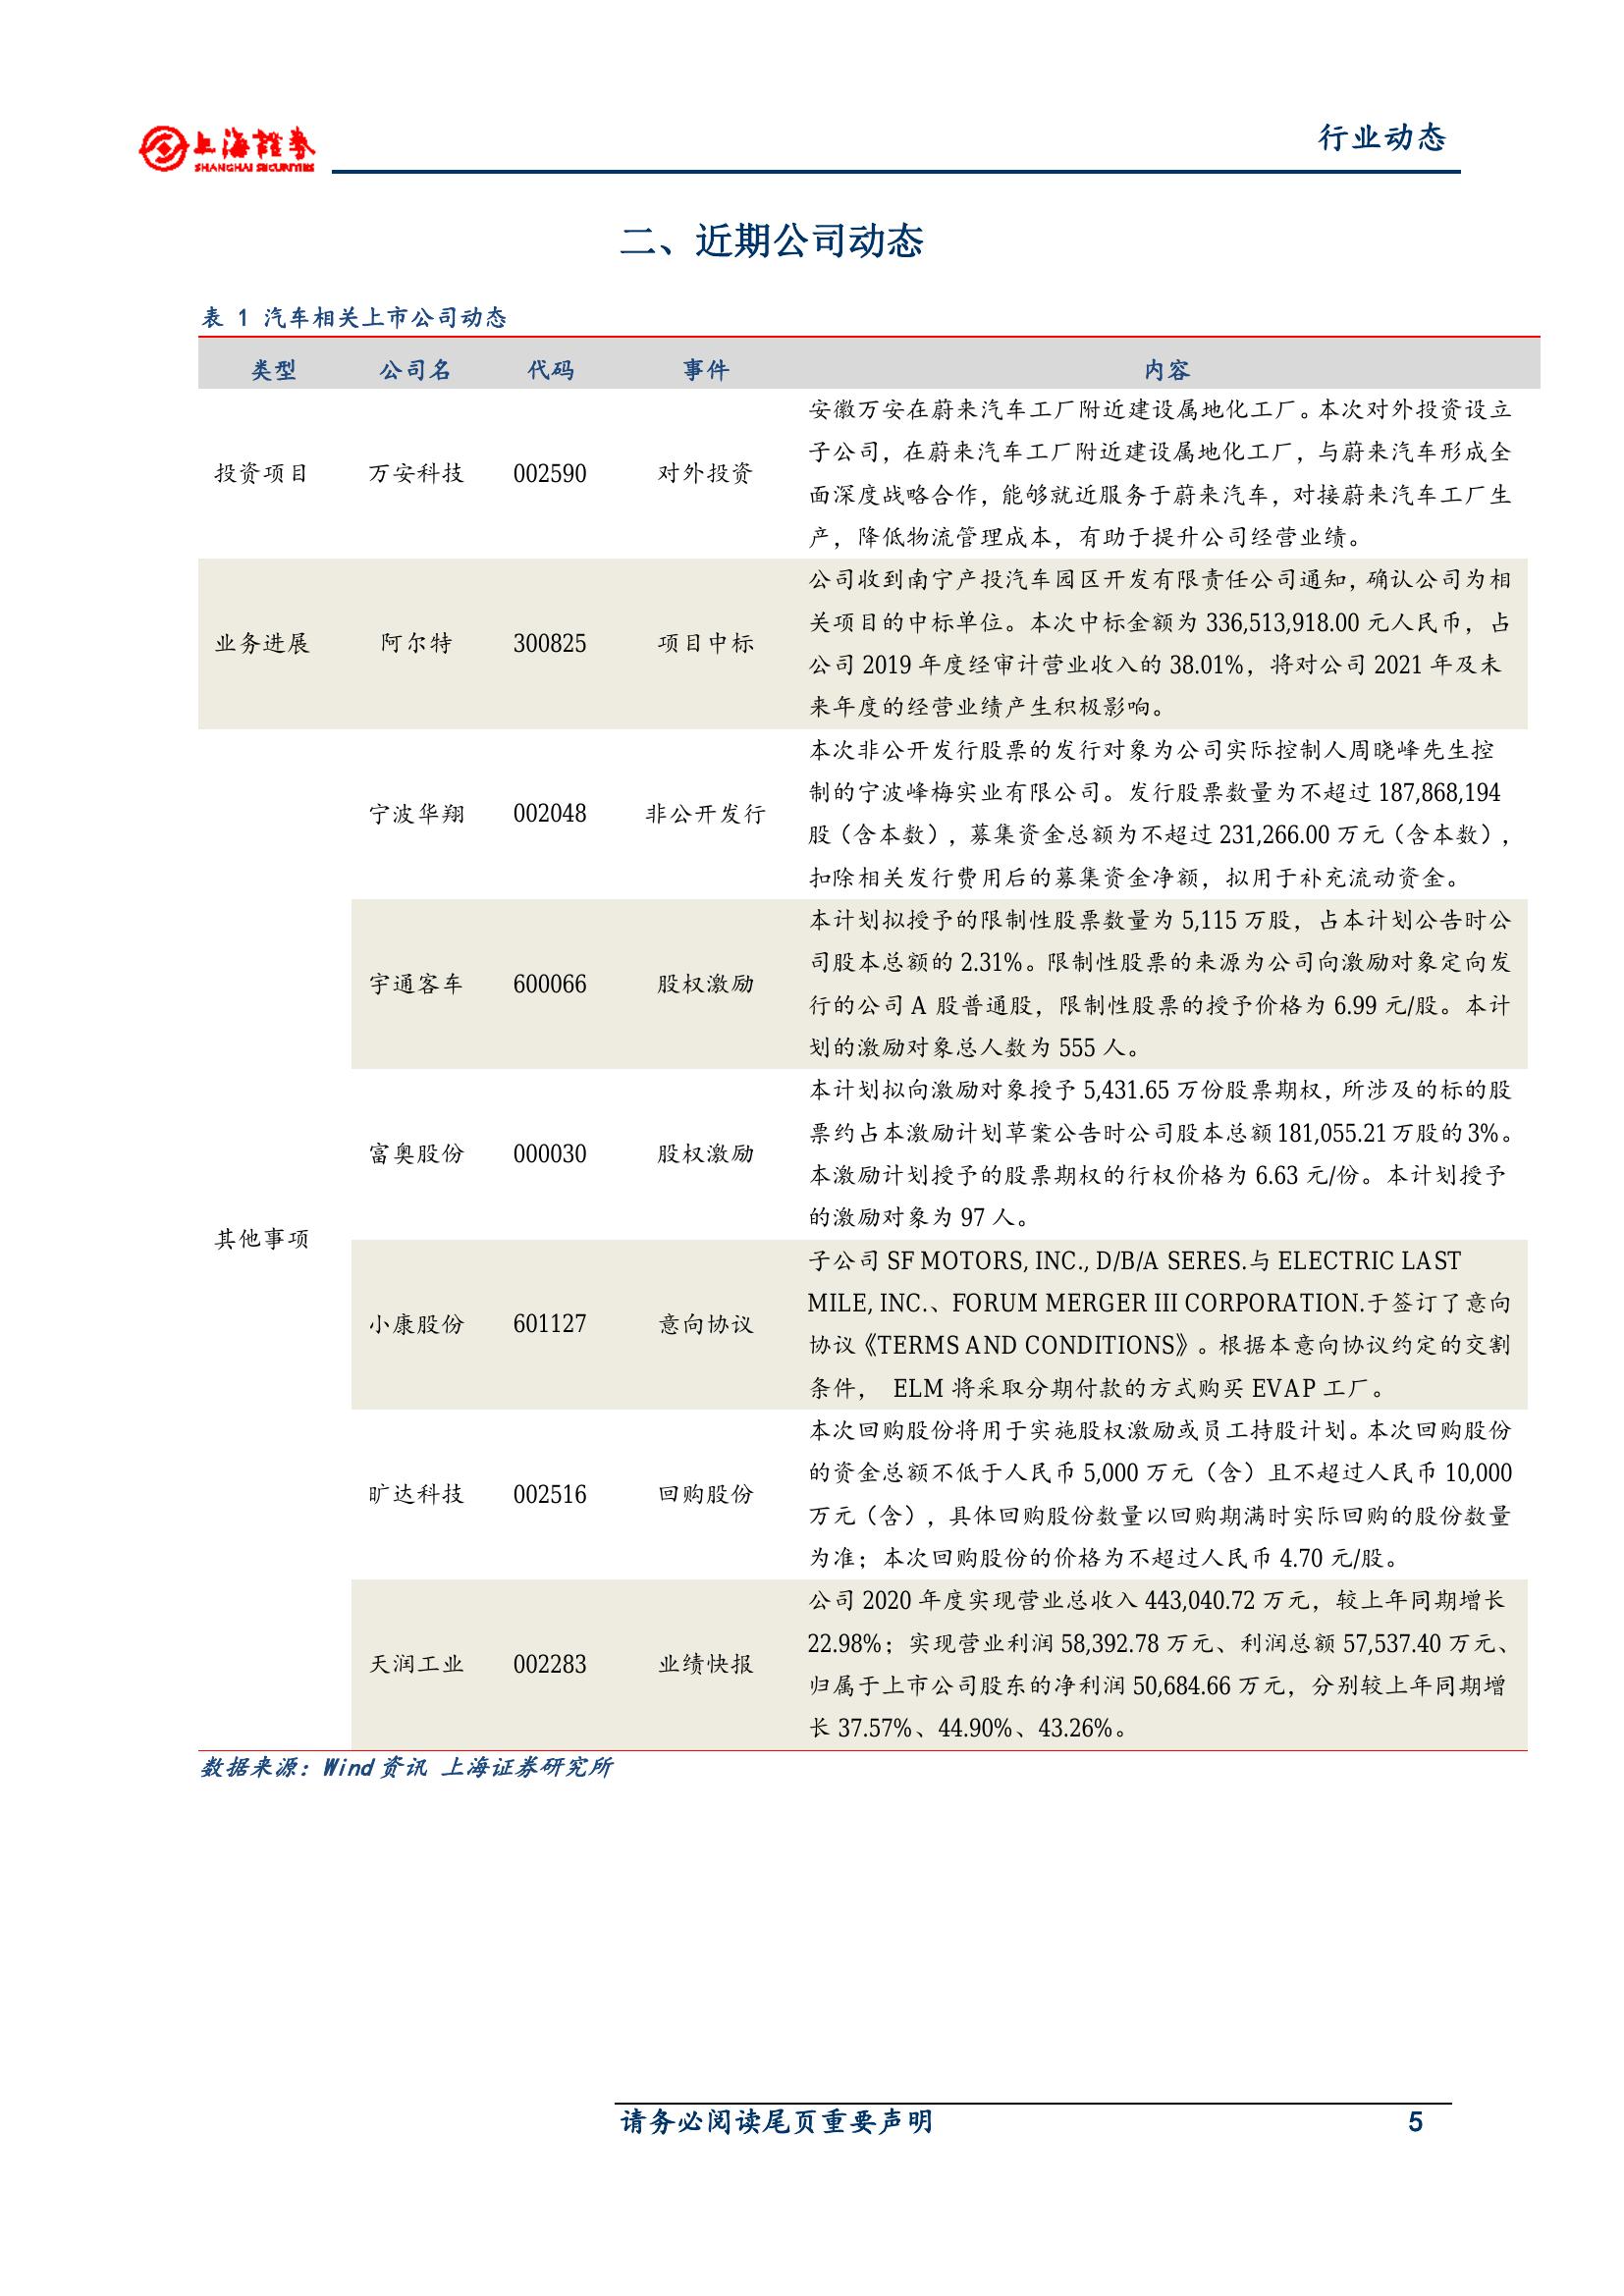 上海證券
SHANGHAI SECURITIES
行业动态
二、近期公司动态
表 1 汽车相关上市公司动态
类型 公司名 代码 事件 内容
投资项目 万安科技 002590 对外投资
安徽万安在蔚来汽车工厂附近建设属地化工厂。本次对外投资设立
子公司，在蔚来汽车工厂附近建设属地化工厂，与蔚来汽车形成全
面深度战略合作，能够就近服务于蔚来汽车，对接蔚来汽车工厂生
产，降低物流管理成本，有助于提升公司经营业绩。
业务进展 阿尔特 300825 项目中标
公司收到南宁产投汽车园区开发有限责任公司通知，确认公司为相
关项目的中标单位。本次中标金额为 336,513,918.00 元人民币，占
公司 2019 年度经审计营业收入的 38.01%，将对公司 2021 年及未
来年度的经营业绩产生积极影响。
其他事项
宁波华翔 002048 非公开发行
本次非公开发行股票的发行对象为公司实际控制人周晓峰先生控
制的宁波峰梅实业有限公司。发行股票数量为不超过 187,868,194
股（含本数），募集资金总额为不超过 231,266.00 万元（含本数），
扣除相关发行费用后的募集资金净额，拟用于补充流动资金。
宇通客车 600066 股权激励
本计划拟授予的限制性股票数量为 5,115 万股，占本计划公告时公
司股本总额的 2.31%。限制性股票的来源为公司向激励对象定向发
行的公司 A 股普通股，限制性股票的授予价格为 6.99 元/股。本计
划的激励对象总人数为 555 人。
富奥股份 000030 股权激励
本计划拟向激励对象授予 5,431.65 万份股票期权，所涉及的标的股
票约占本激励计划草案公告时公司股本总额 181,055.21 万股的 3%。
本激励计划授予的股票期权的行权价格为 6.63 元/份。本计划授予
的激励对象为 97 人。
小康股份 601127 意向协议
子公司 SF MOTORS, INC., D/B/A SERES.与 ELECTRIC LAST
MILE, INC.、FORUM MERGER III CORPORATION.于签订了意向
协议《TERMS AND CONDITIONS》。根据本意向协议约定的交割
条件， ELM 将采取分期付款的方式购买 EVAP 工厂。
旷达科技 002516 回购股份
本次回购股份将用于实施股权激励或员工持股计划。本次回购股份
的资金总额不低于人民币 5,000 万元（含）且不超过人民币 10,000
万元（含），具体回购股份数量以回购期满时实际回购的股份数量
为准；本次回购股份的价格为不超过人民币 4.70 元/股。
天润工业 002283 业绩快报
公司 2020 年度实现营业总收入 443,040.72 万元，较上年同期增长
22.98%；实现营业利润 58,392.78 万元、利润总额 57,537.40 万元、
归属于上市公司股东的净利润 50,684.66 万元，分别较上年同期增
长 37.57%、44.90%、43.26%。
数据来源：Wind 资讯 上海证券研究所
请务必阅读尾页重要声明 5